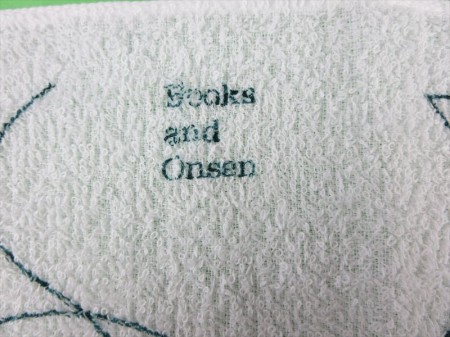 Books
and
Onsen